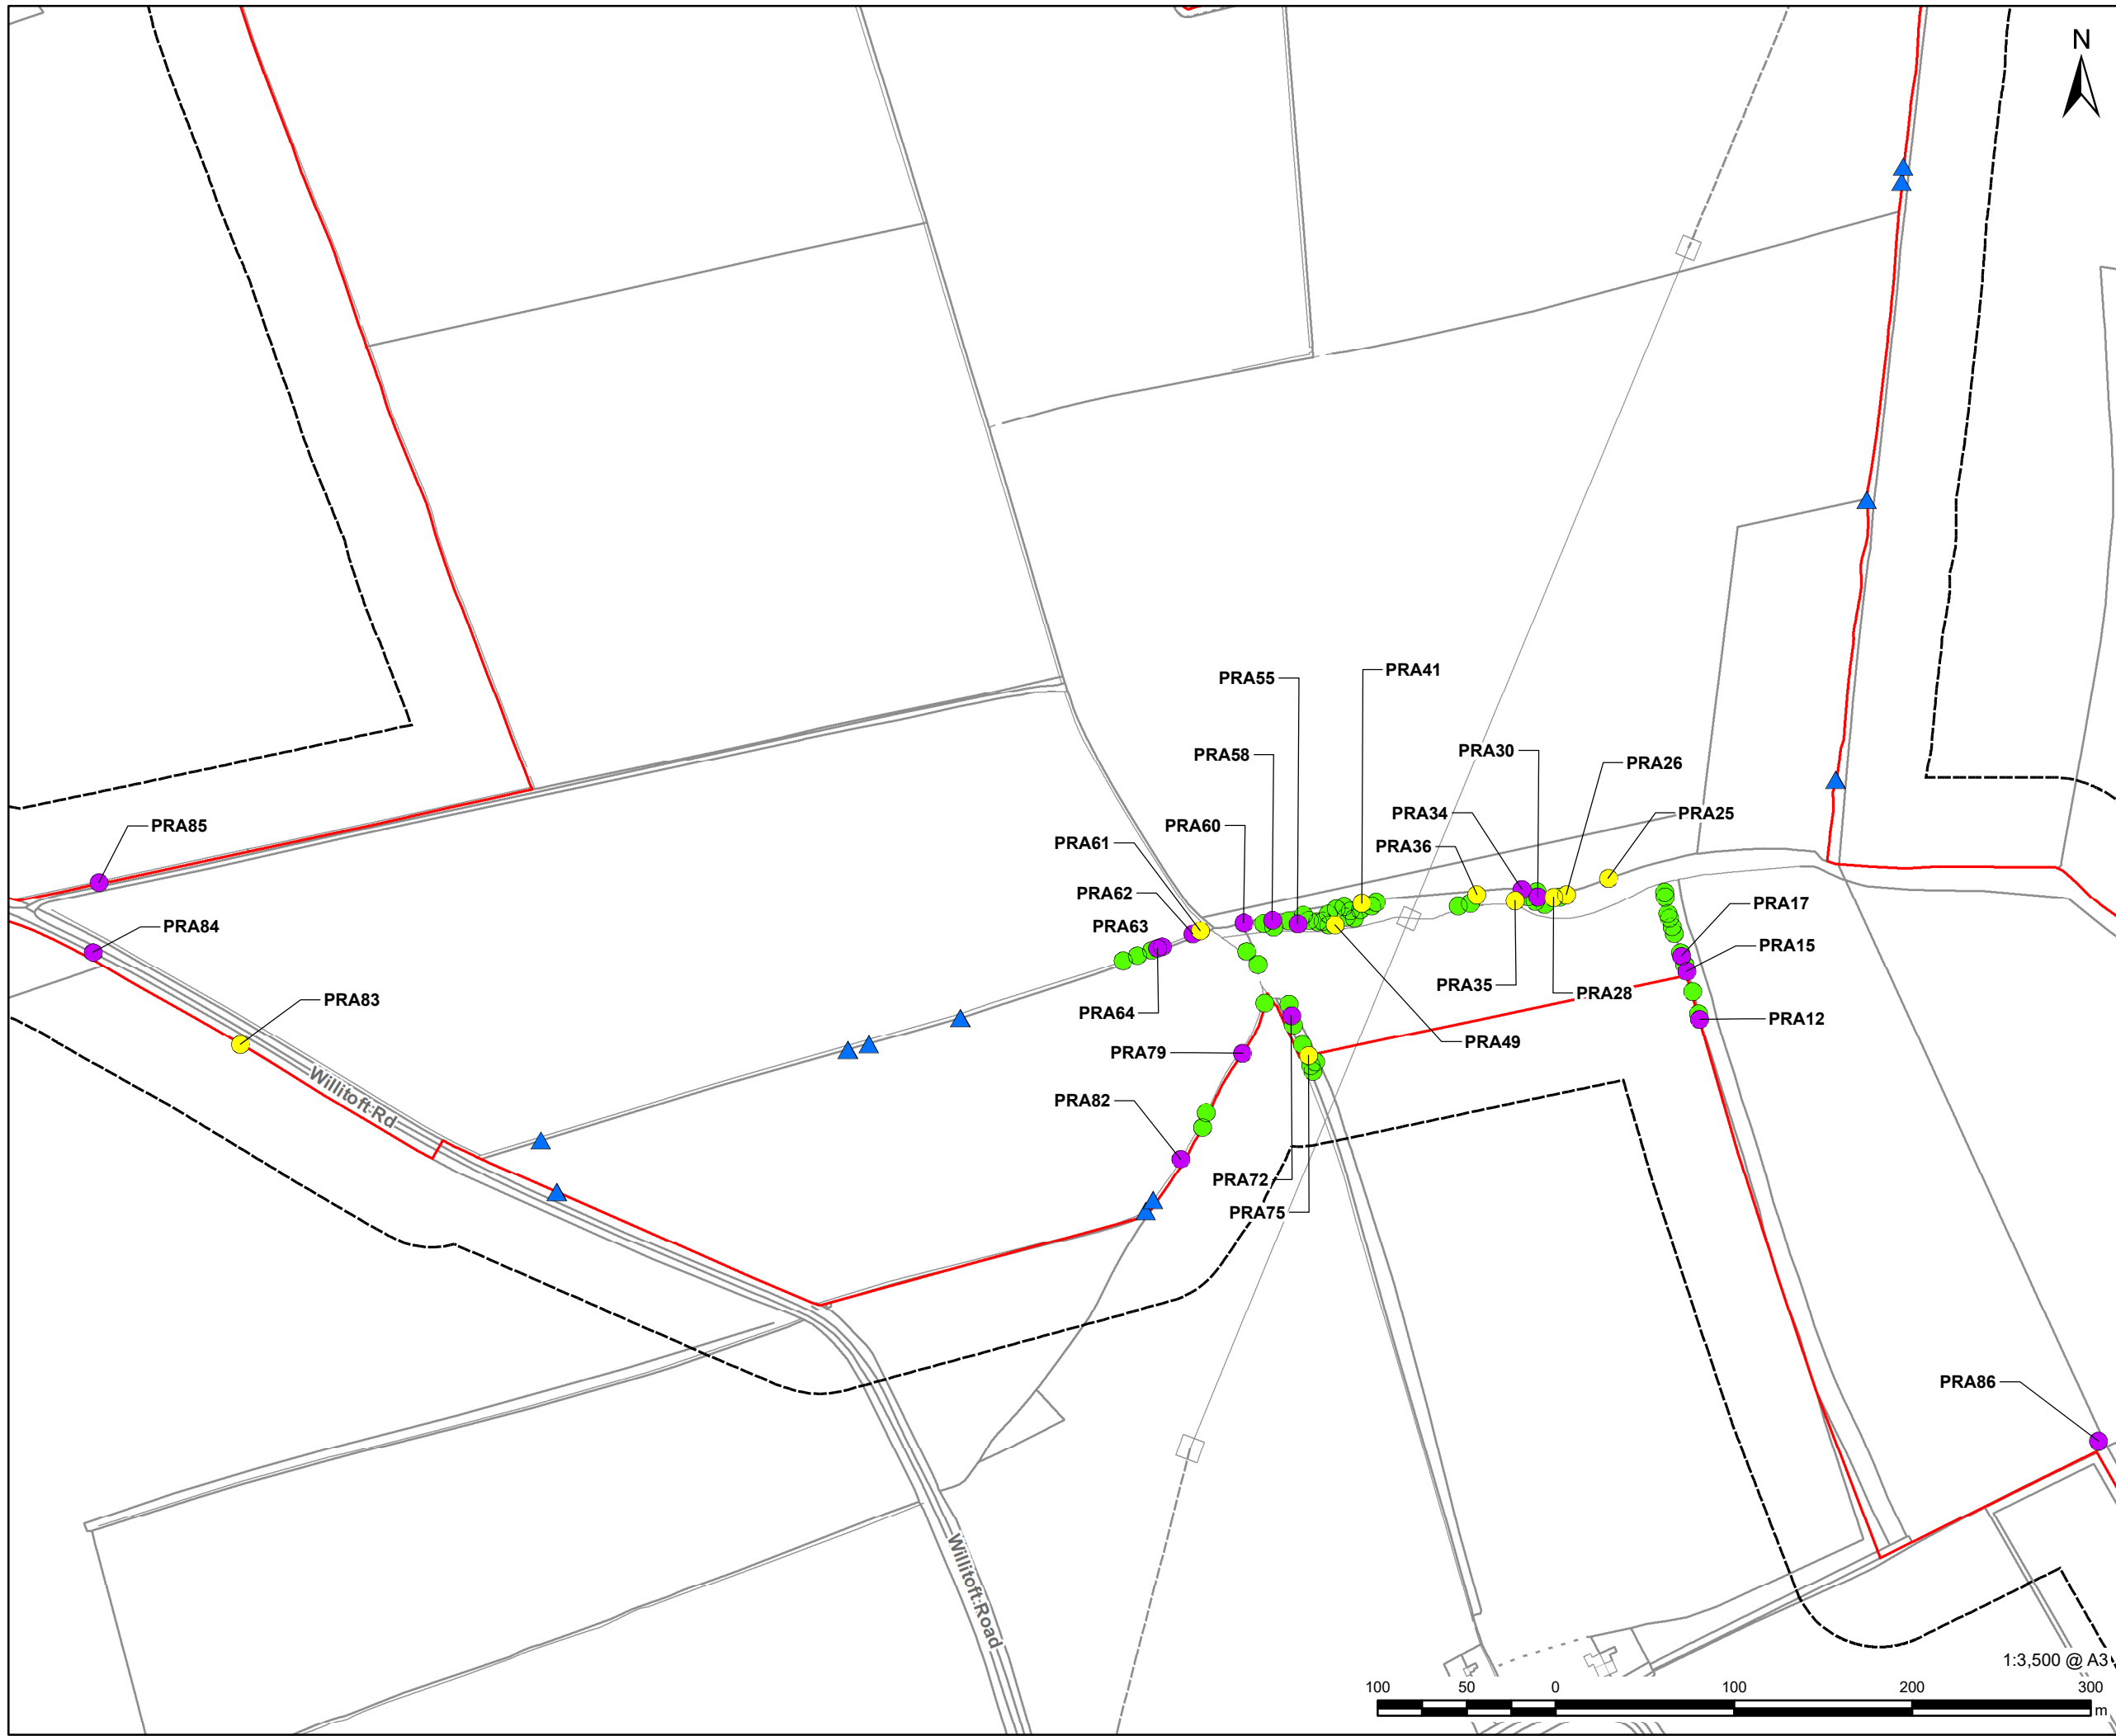 N
PRA41
PRA55
PRA58
PRA30
PRA26
PRA34
PRA25
PRA60
PRA85
PRA61
PRA36
PRA62
PRA17
PRA84
PRA63
PRA15
PRA35
PRA28
PRA83
PRA64
PRA12
PRA49
PRA79
Willitoft Rd
PRA82
PRA72
PRA75
PRA86
Willitoft Road
1:3,500 @ A3
100 50 0 100 200 300
m